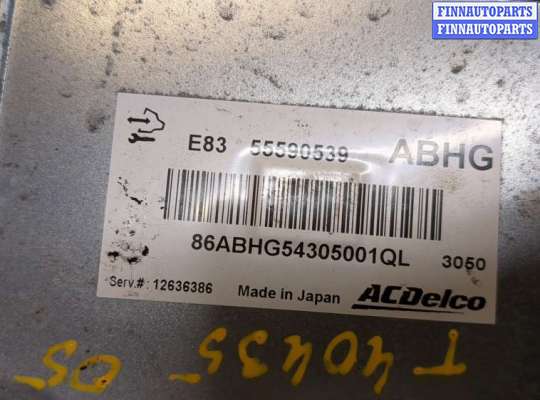 FINNAUTOPARTS
FINNAUTOPARTS
E83 55590539 ABHG
86ABHG54305001QL 3050
Serv.#: 12636386 Made in Japan ACDelco
T 40435 05